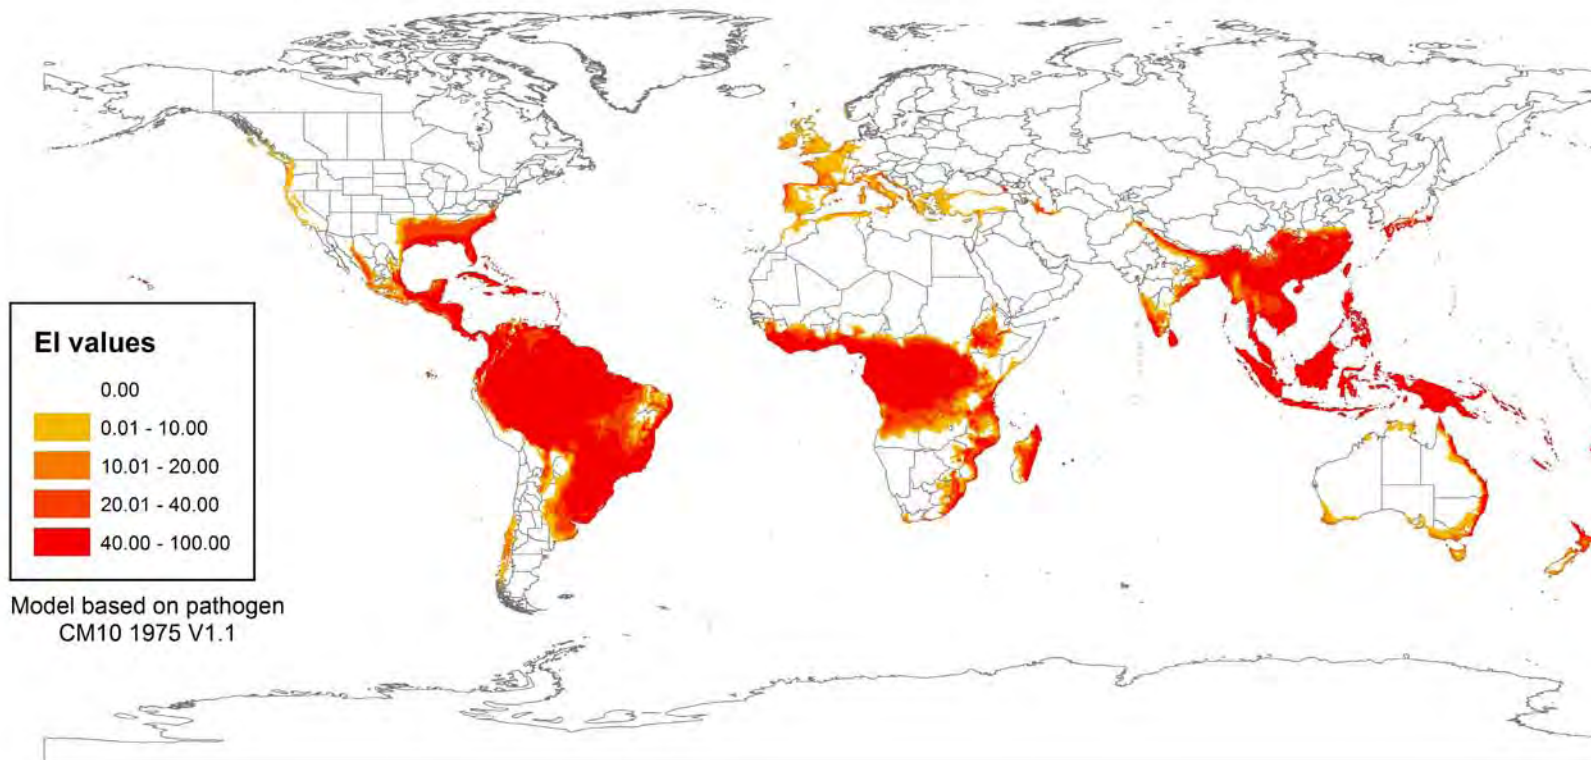 EI values
0.00
0.01 - 10.00
10.01 - 20.00
20.01 - 40.00
40.00 - 100.00
Model based on pathogen
CM10 1975 V1.1